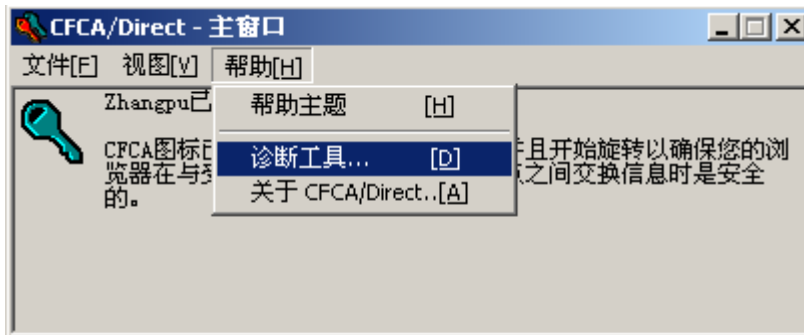 CFCA/Direct - 主窗口
文件[F] 视图[V] 帮助[H]
帮助主题 [H]
诊断工具... [D]
关于 CFCA/Direct..[A]
Zhangpu已
CFCA图标已 并且开始旋转以确保您的浏
览器在与受 点之间交换信息时是安全
的。